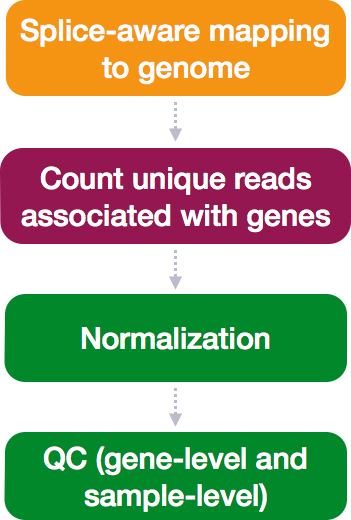 Splice-aware mapping
to genome
Count unique reads
associated with genes
Normalization
QC (gene-level and
sample-level)